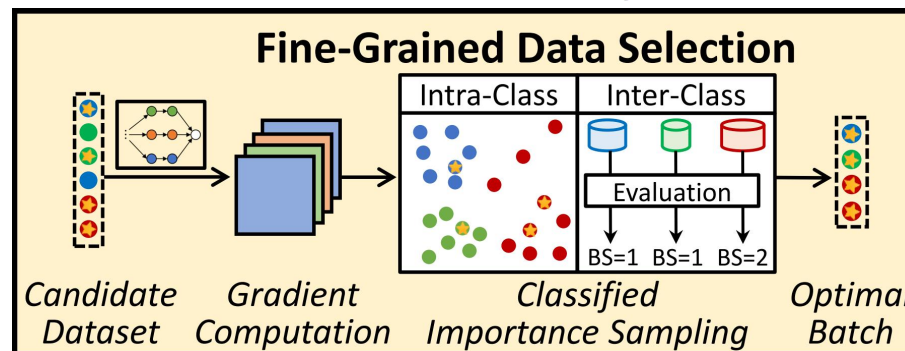 Fine-Grained Data Selection
Intra-Class
Inter-Class
Evaluation
BS=1
BS=1
BS=2
Candidate
Dataset
Gradient
Computation
Classified
Importance Sampling
Optimal
Batch